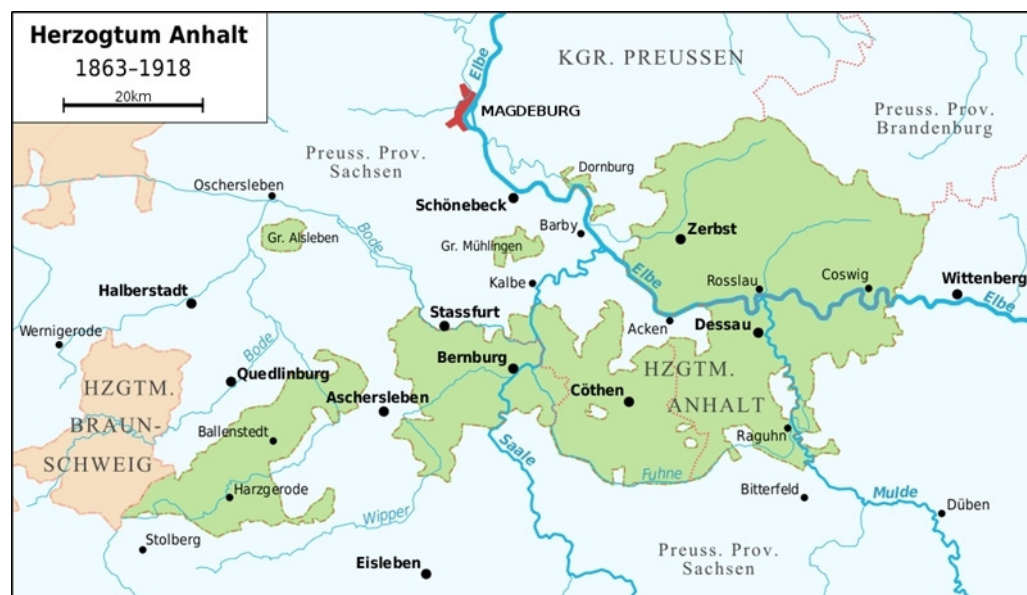 Herzogtum Anhalt
1863–1918
20km
Elbe
KGR. PREUSSEN
MAGDEBURG
Preuss. Prov.
Brandenburg
Preuss. Prov.
Sachsen
Dornburg
Oschersleben
Schönebeck
Barby
Zerbst
Gr. Alsleben
Bode
Gr. Mühlingen
Kalbe
Elbe
Rosslau
Coswig
Wittenberg
Elbe
Halberstadt
Stassfurt
Acken
Dessau
Wernigerode
Bode
Bernburg
Quedlinburg
HZGTM.
BRAUN-
SCHWEIG
Aschersleben
Cöthen
HZGTM.
ANHALT
Ballenstedt
Raguhn
Saale
Fuhne
Harzgerode
Bitterfeld
Mulde
Düben
Wipper
Stolberg
Eisleben
Preuss. Prov.
Sachsen